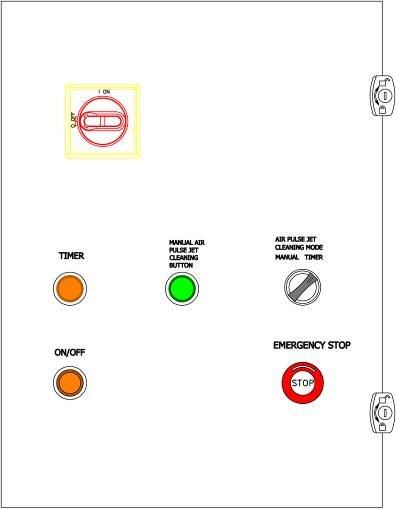 I ON
O OFF
MANUAL AIR
PULSE JET
CLEANING
BUTTON
AIR PULSE JET
CLEANING MODE
MANUAL TIMER
TIMER
ON/OFF
EMERGENCY STOP
STOP